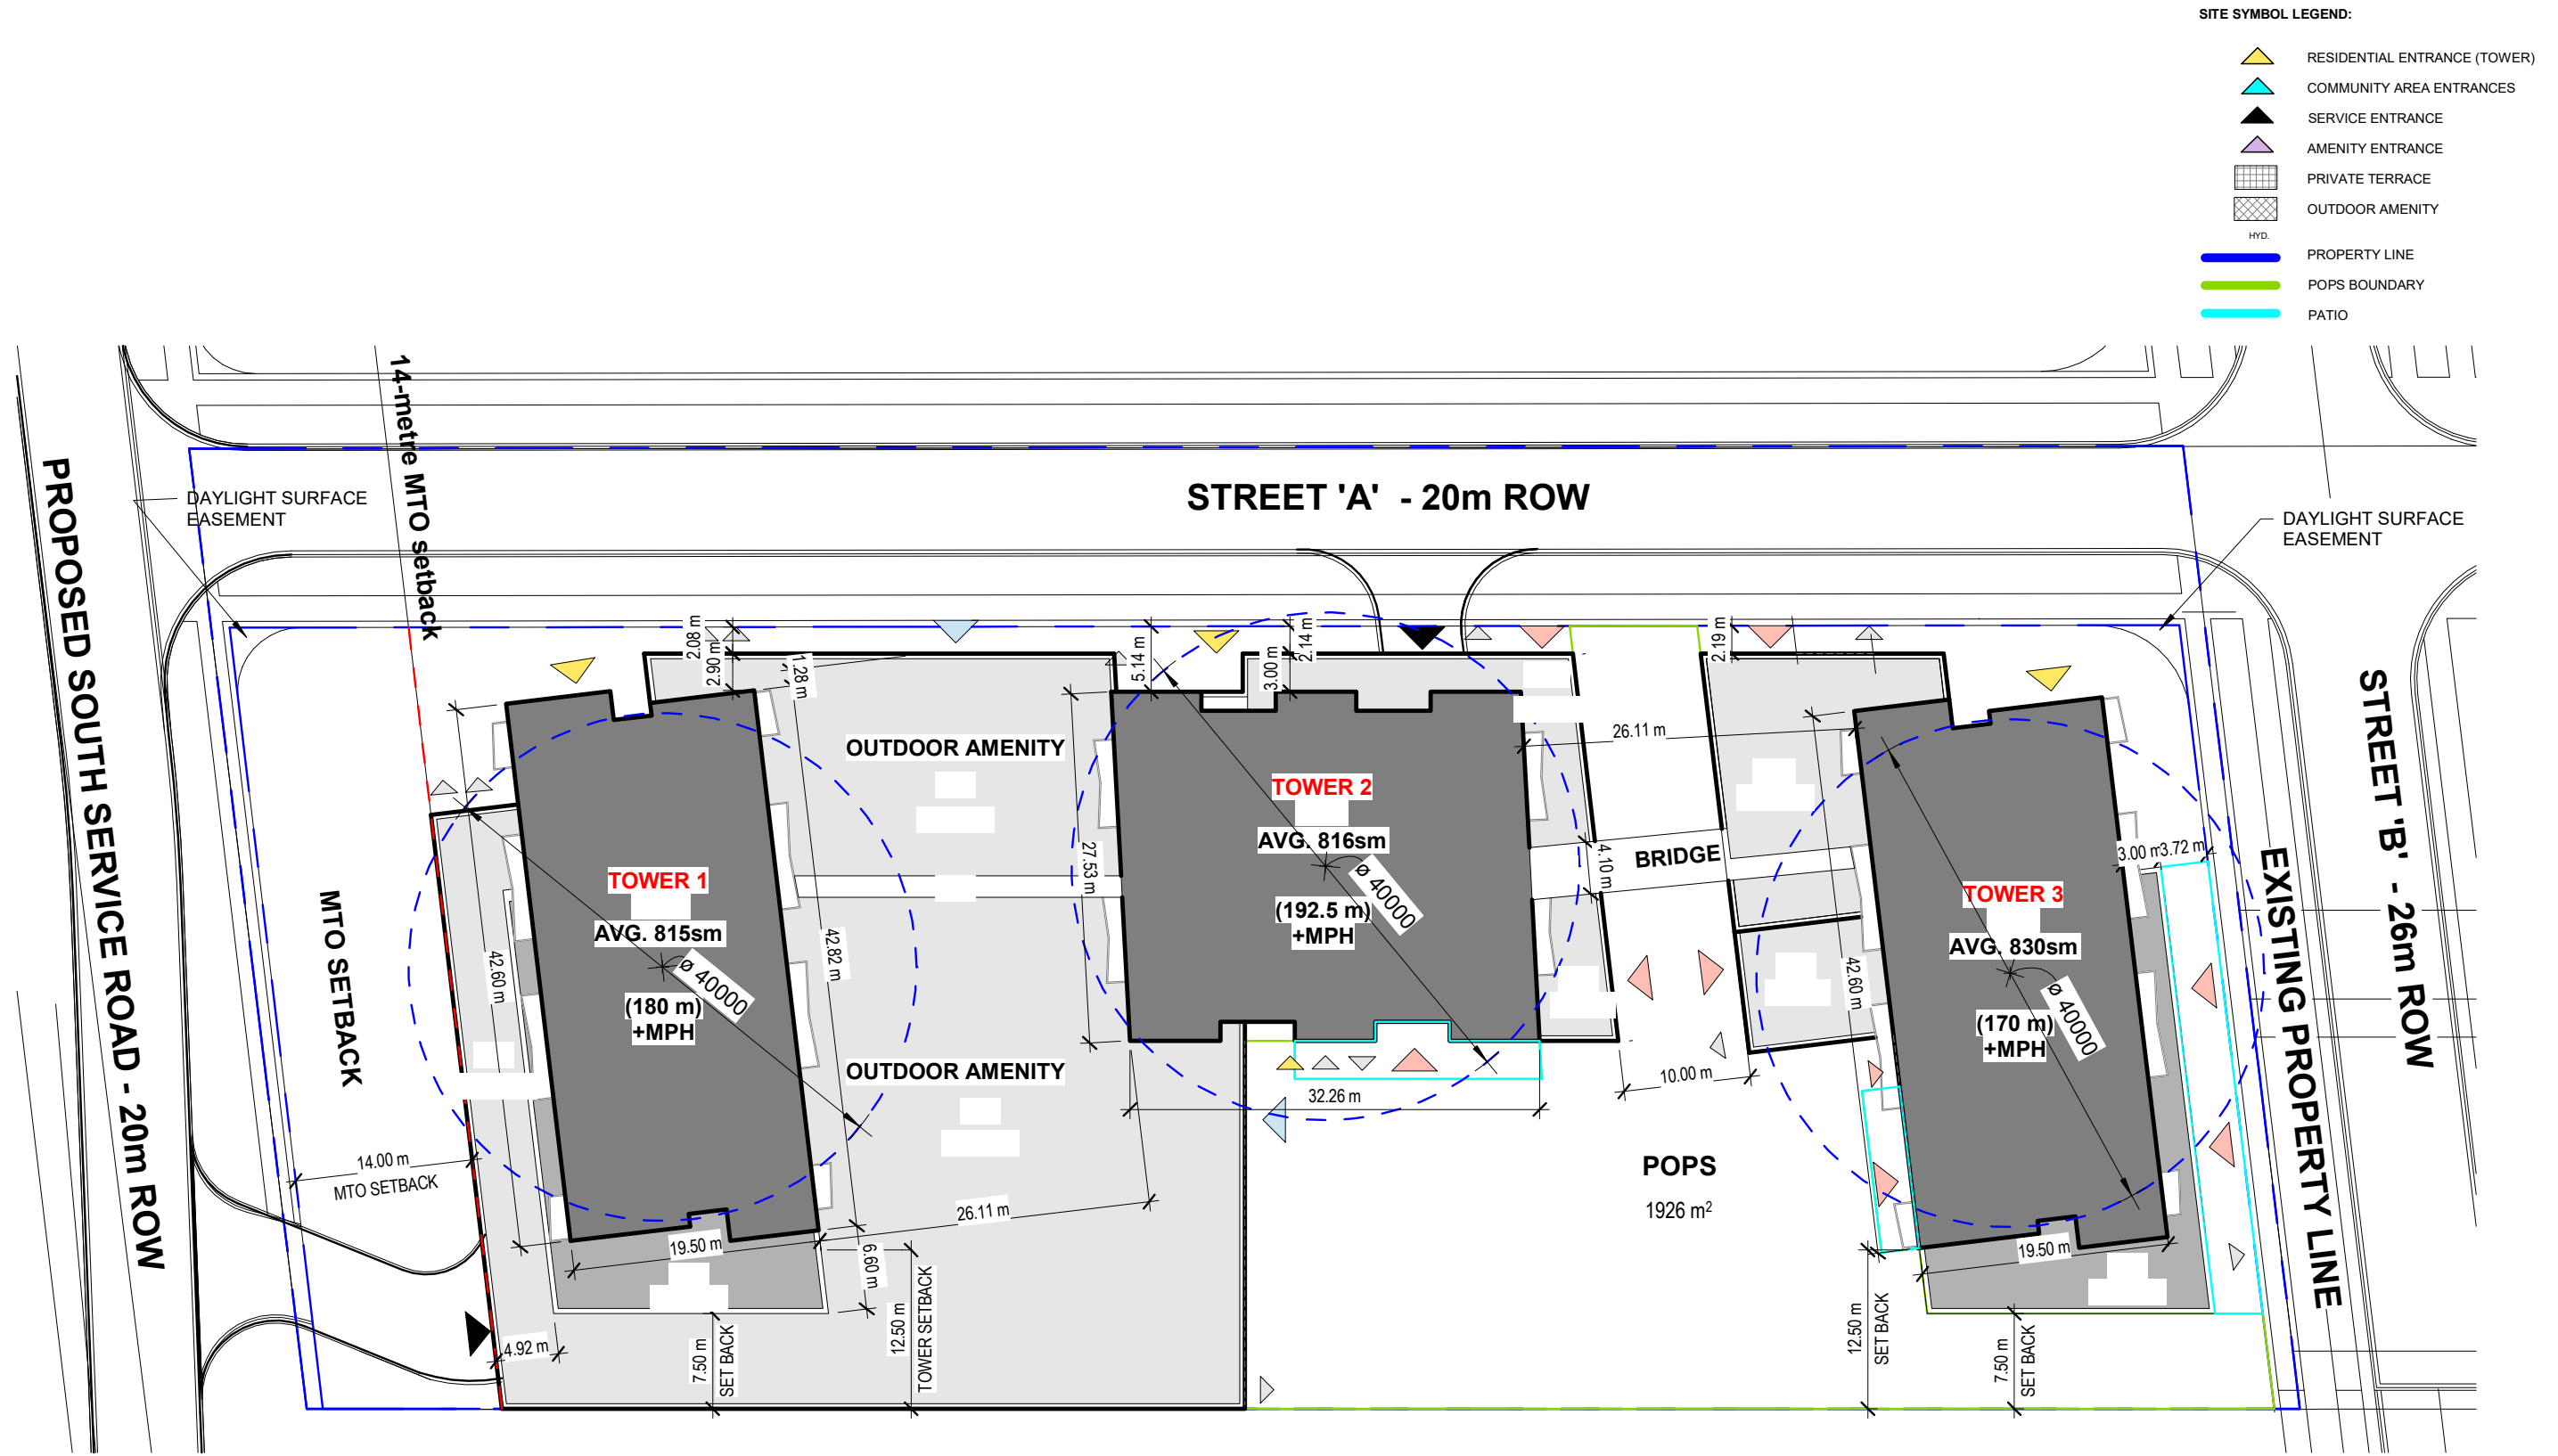 SITE SYMBOL LEGEND:
RESIDENTIAL ENTRANCE (TOWER)
COMMUNITY AREA ENTRANCES
SERVICE ENTRANCE
AMENITY ENTRANCE
PRIVATE TERRACE
OUTDOOR AMENITY
HYD.
PROPERTY LINE
POPS BOUNDARY
PATIO
14-metre MTO setback
PROPOSED SOUTH SERVICE ROAD - 20m ROW
DAYLIGHT SURFACE
EASEMENT
STREET 'A' - 20m ROW
DAYLIGHT SURFACE
EASEMENT
2.08 m
2.90 m
1.28 m
5.14 m
3.00 m
2.14 m
2.19 m
STREET 'B' - 26m ROW
EXISTING PROPERTY LINE
MTO SETBACK
OUTDOOR AMENITY
26.11 m
TOWER 1
AVG. 815sm
(180 m)
+MPH
ø 40000
42.60 m
42.82 m
27.53 m
TOWER 2
AVG. 816sm
(192.5 m)
+MPH
ø 40000
4.10 m
BRIDGE
TOWER 3
AVG. 830sm
(170 m)
+MPH
ø 40000
42.60 m
3.00 m
3.72 m
OUTDOOR AMENITY
32.26 m
10.00 m
14.00 m
MTO SETBACK
POPS
1926 m²
26.11 m
19.50 m
6.60 m
19.50 m
4.92 m
7.50 m
SET BACK
12.50 m
TOWER SETBACK
12.50 m
SET BACK
7.50 m
SET BACK